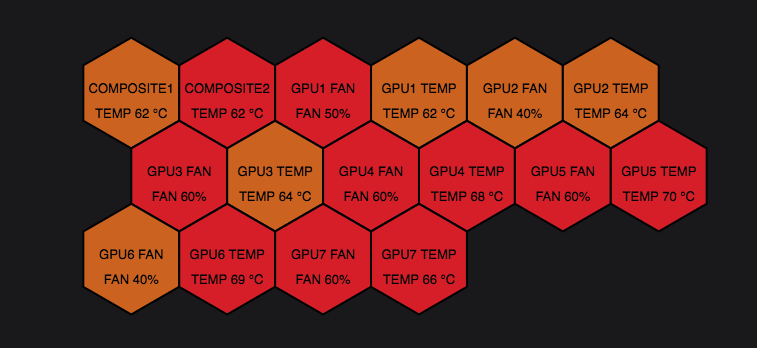 COMPOSITE1
TEMP 62 °C
COMPOSITE2
TEMP 62 °C
GPU1 FAN
FAN 50%
GPU1 TEMP
TEMP 62 °C
GPU2 FAN
FAN 40%
GPU2 TEMP
TEMP 64 °C
GPU3 FAN
FAN 60%
GPU3 TEMP
TEMP 64 °C
GPU4 FAN
FAN 60%
GPU4 TEMP
TEMP 68 °C
GPU5 FAN
FAN 60%
GPU5 TEMP
TEMP 70 °C
GPU6 FAN
FAN 40%
GPU6 TEMP
TEMP 69 °C
GPU7 FAN
FAN 60%
GPU7 TEMP
TEMP 66 °C